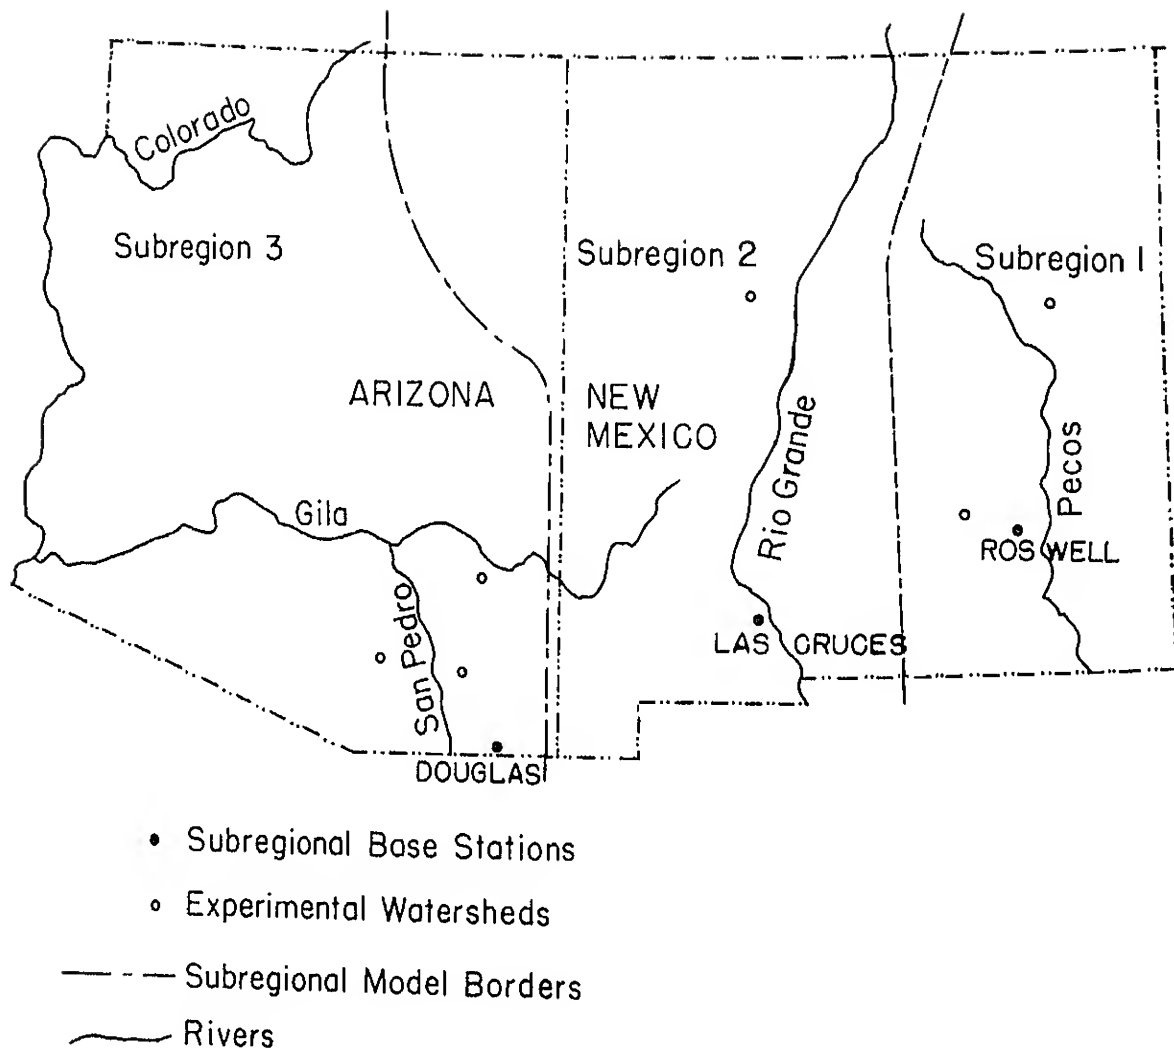 Colorado
Subregion 3
Subregion 2
Subregion 1
ARIZONA
NEW
MEXICO
Rio Grande
Pecos
Gila
ROSWELL
San Pedro
LAS CRUCES
DOUGLAS
Subregional Base Stations
Experimental Watersheds
Subregional Model Borders
Rivers